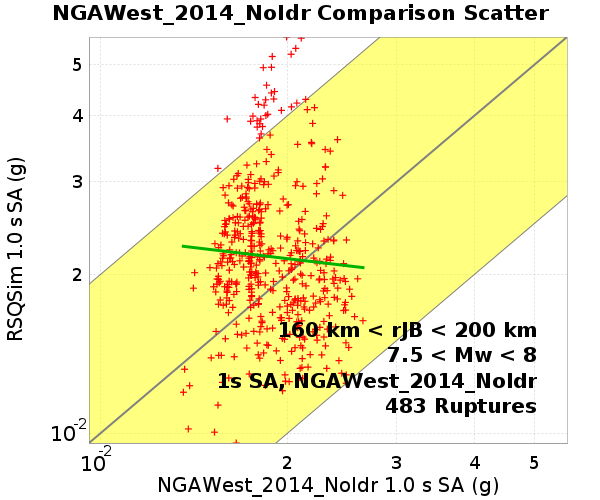 NGAWest_2014_NoIdr Comparison Scatter
RSQSim 1.0 s SA (g)
5
4
3
2
10^-2
160 km < rJB < 200 km
7.5 < Mw < 8
1s SA, NGAWest_2014_NoIdr
483 Ruptures
10^-2 2 3 4 5
NGAWest_2014_NoIdr 1.0 s SA (g)